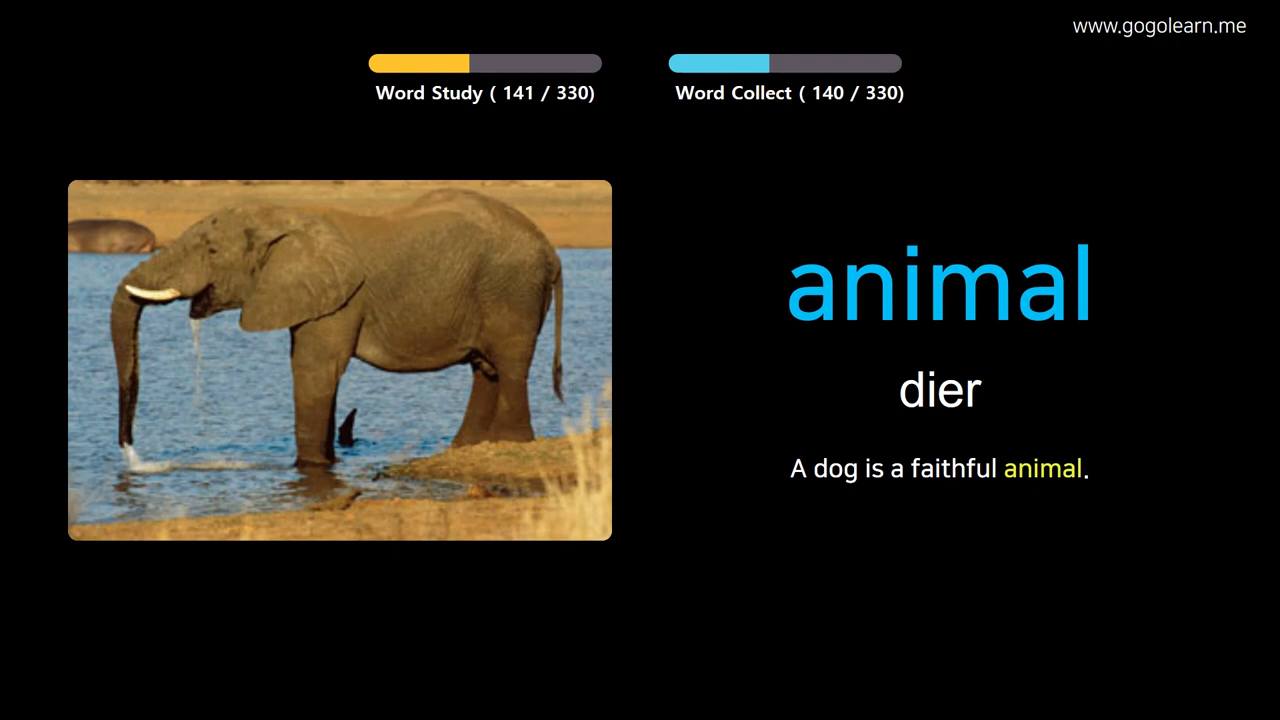 www.gogolearn.me
Word Study ( 141 / 330)
Word Collect ( 140 / 330)
animal
dier
A dog is a faithful animal.